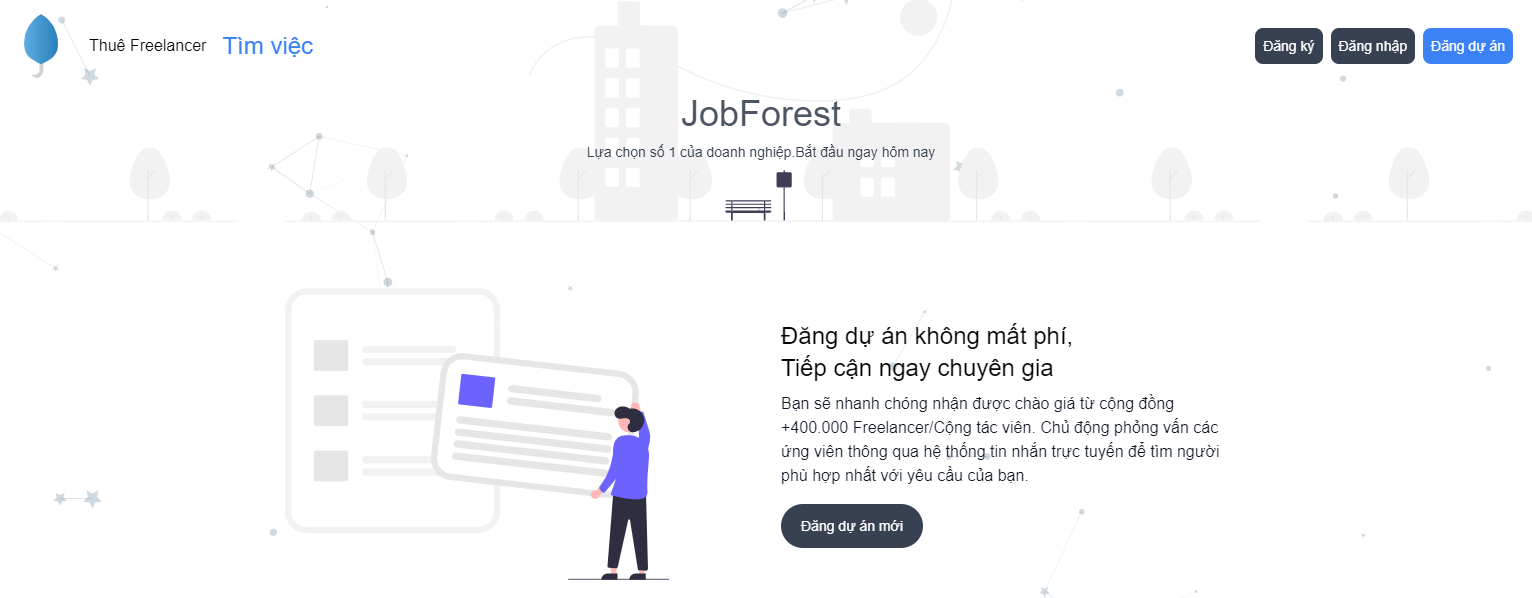 Thuê Freelancer Tìm việc Đăng ký Đăng nhập Đăng dự án
JobForest
Lựa chọn số 1 của doanh nghiệp.Bắt đầu ngay hôm nay
Đăng dự án không mất phí,
Tiếp cận ngay chuyên gia
Bạn sẽ nhanh chóng nhận được chào giá từ cộng đồng
+400.000 Freelancer/Cộng tác viên. Chủ động phỏng vấn các
ứng viên thông qua hệ thống tin nhắn trực tuyến để tìm người
phù hợp nhất với yêu cầu của bạn.
Đăng dự án mới